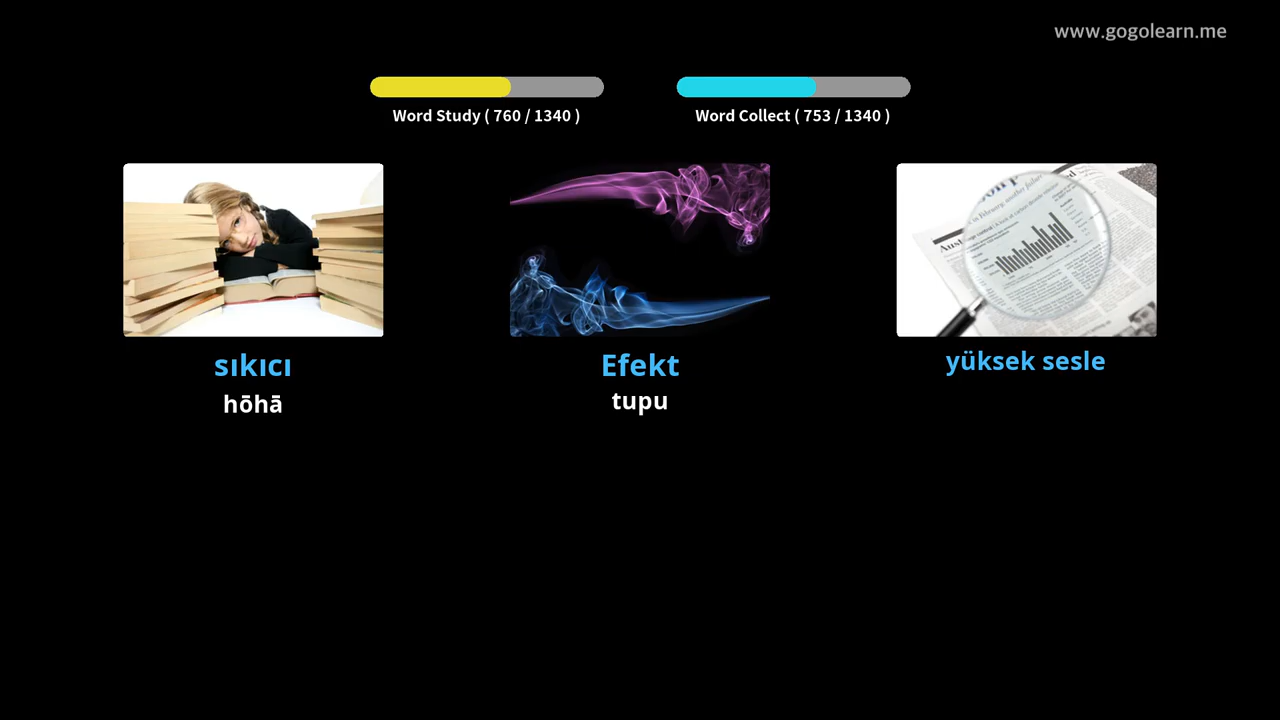 www.gogolearn.me
Word Study ( 760 / 1340 )
Word Collect ( 753 / 1340 )
sıkıcı
hōhā
Efekt
tupu
yüksek sesle